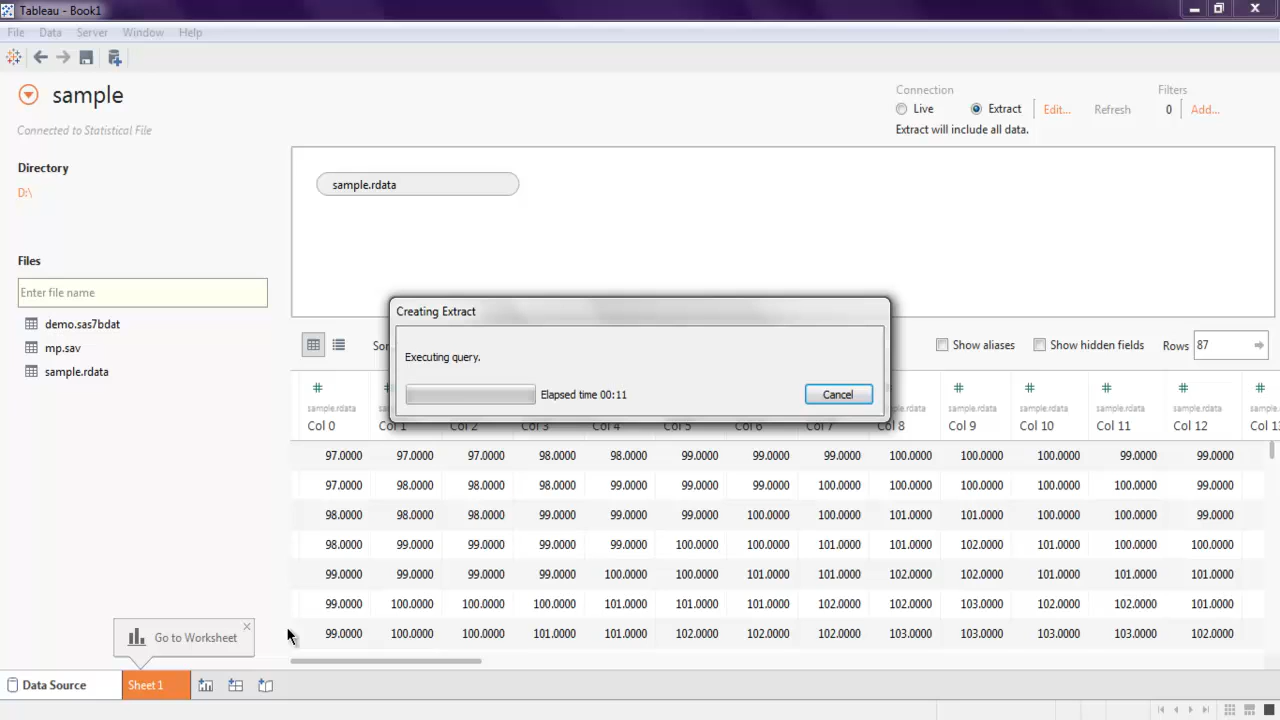 Tableau - Book1
File Data Server Window Help
sample
Connected to Statistical File
Connection
Live Extract Edit... Refresh
Extract will include all data.
Filters
0 Add...
Directory
D:\
Files
Enter file name
demo.sas7bdat
mp.sav
sample.rdata
sample.rdata
Creating Extract
Executing query.
Elapsed time 00:11 Cancel
Show aliases Show hidden fields Rows 87
sample.rdata sample.rdata sample.rdata sample.rdata sample.rdata
Col 0 Col 1 Col 2 Col 3 Col 4 Col 5 Col 6 Col 7 Col 8 Col 9 Col 10 Col 11 Col 12
97.0000 97.0000 97.0000 98.0000 98.0000 99.0000 99.0000 99.0000 100.0000 100.0000 100.0000 99.0000 99.0000
97.0000 98.0000 98.0000 98.0000 99.0000 99.0000 99.0000 100.0000 100.0000 100.0000 100.0000 100.0000 99.0000
98.0000 98.0000 98.0000 99.0000 99.0000 99.0000 100.0000 100.0000 101.0000 101.0000 100.0000 100.0000 99.0000
98.0000 99.0000 99.0000 99.0000 100.0000 100.0000 100.0000 101.0000 101.0000 102.0000 101.0000 100.0000 100.0000
99.0000 99.0000 99.0000 99.0000 100.0000 100.0000 101.0000 101.0000 102.0000 102.0000 101.0000 101.0000 101.0000
99.0000 100.0000 100.0000 100.0000 101.0000 101.0000 101.0000 102.0000 102.0000 103.0000 102.0000 102.0000 101.0000
99.0000 100.0000 100.0000 101.0000 101.0000 102.0000 102.0000 102.0000 103.0000 103.0000 103.0000 103.0000 102.0000
Go to Worksheet
Data Source Sheet 1